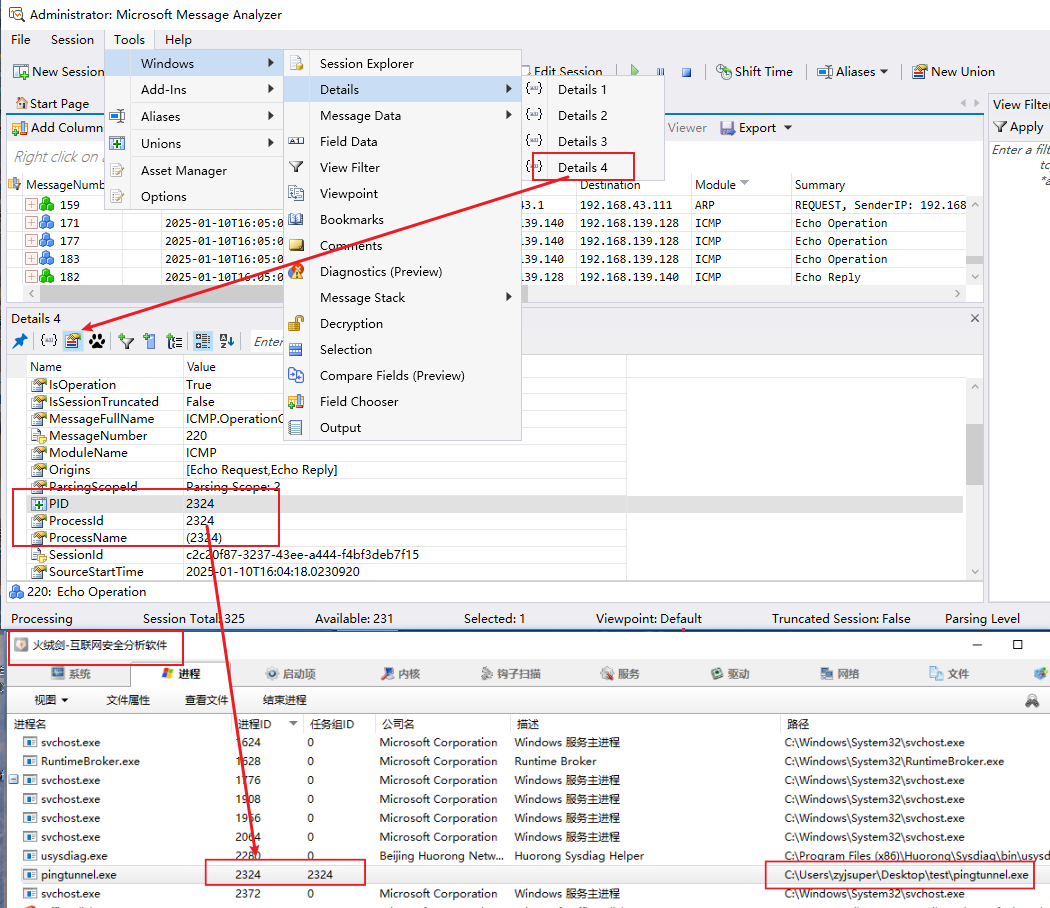 Administrator: Microsoft Message Analyzer
File Session Tools Help
New Session Windows Session Explorer Edit Session Shift Time Aliases New Union
Add-Ins Details Details 1
Start Page Aliases Message Data Details 2 View Filter
Add Column Unions Field Data Details 3 Viewer Export Apply
Right click on Asset Manager View Filter Details 4 Enter a filt
Options Viewpoint
MessageNumb Destination Module Summary
159 43.1 192.168.43.111 ARP REQUEST, SenderIP: 192.168
171 2025-01-10T16:05:0 139.140 192.168.139.128 ICMP Echo Operation
177 2025-01-10T16:05:0 139.140 192.168.139.128 ICMP Echo Operation
183 2025-01-10T16:05:0 139.140 192.168.139.128 ICMP Echo Operation
182 2025-01-10T16:05:0 139.128 192.168.139.140 ICMP Echo Reply
Bookmarks
Comments
Diagnostics (Preview)
Message Stack
Decryption
Selection
Compare Fields (Preview)
Field Chooser
Output
Details 4
Enter
Name Value
IsOperation True
IsSessionTruncated False
MessageFullName ICMP.Operation
MessageNumber 220
ModuleName ICMP
Origins [Echo Request,Echo Reply]
ParsingScopeId Parsing Scope: 2
PID 2324
ProcessId 2324
ProcessName (2324)
SessionId c2c20f87-3237-43ee-a444-f4bf3deb7f15
SourceStartTime 2025-01-10T16:04:18.0230920
220: Echo Operation
Processing Session Total: 325 Available: 231 Selected: 1 Viewpoint: Default Truncated Session: False Parsing Level
火绒剑-互联网安全分析软件
系统 进程 启动项 内核 钩子扫描 服务 驱动 网络 文件
视图 文件属性 查看文件 结束进程
进程名 进程ID 任务组ID 公司名 描述 路径
svchost.exe 1624 0 Microsoft Corporation Windows 服务主进程 C:\Windows\System32\svchost.exe
RuntimeBroker.exe 1628 0 Microsoft Corporation Runtime Broker C:\Windows\System32\RuntimeBroker.exe
svchost.exe 1776 0 Microsoft Corporation Windows 服务主进程 C:\Windows\System32\svchost.exe
svchost.exe 1908 0 Microsoft Corporation Windows 服务主进程 C:\Windows\System32\svchost.exe
svchost.exe 1956 0 Microsoft Corporation Windows 服务主进程 C:\Windows\System32\svchost.exe
svchost.exe 2064 0 Microsoft Corporation Windows 服务主进程 C:\Windows\System32\svchost.exe
usysdiag.exe 2280 0 Beijing Huorong Netw... Huorong Sysdiag Helper C:\Program Files (x86)\Huorong\Sysdiag\bin\usysd
pingtunnel.exe 2324 2324 C:\Users\zyjsuper\Desktop\test\pingtunnel.exe
svchost.exe 2372 0 Microsoft Corporation Windows 服务主进程 C:\Windows\System32\svchost.exe